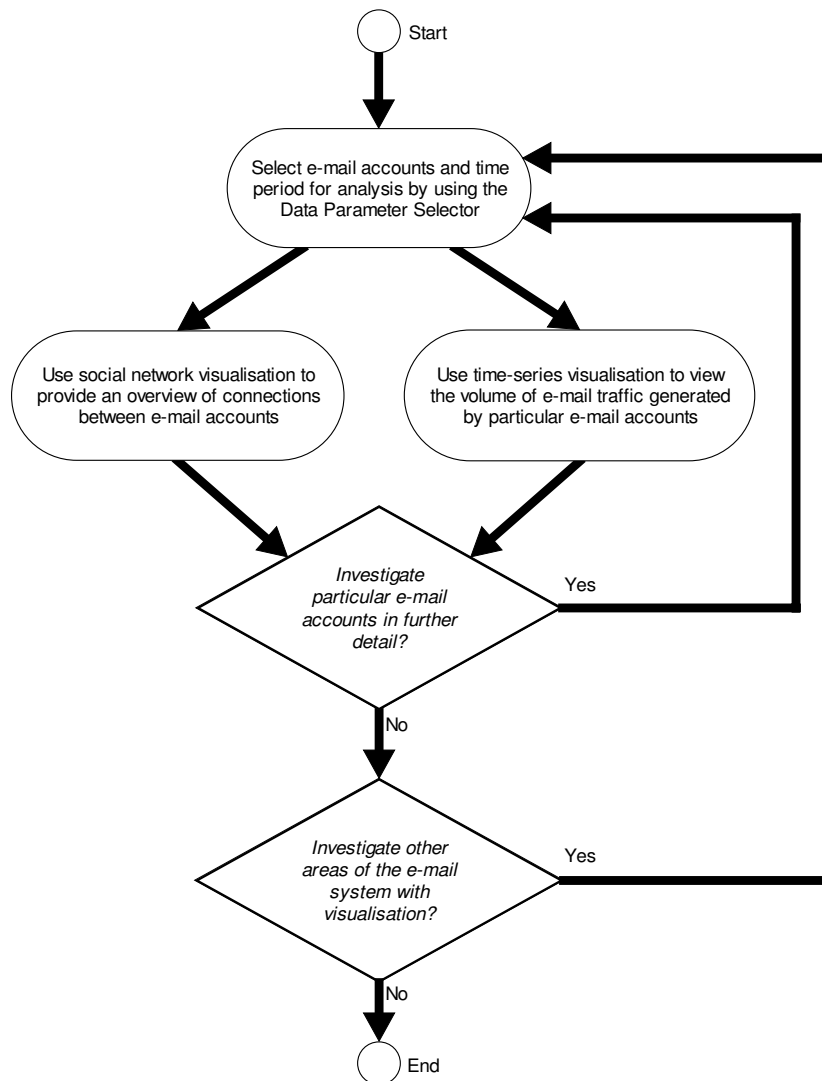 Start
Select e-mail accounts and time
period for analysis by using the
Data Parameter Selector
Use social network visualisation to
provide an overview of connections
between e-mail accounts
Use time-series visualisation to view
the volume of e-mail traffic generated
by particular e-mail accounts
Investigate
particular e-mail
accounts in further
detail?
Yes
No
Investigate other
areas of the e-mail
system with
visualisation?
Yes
No
End